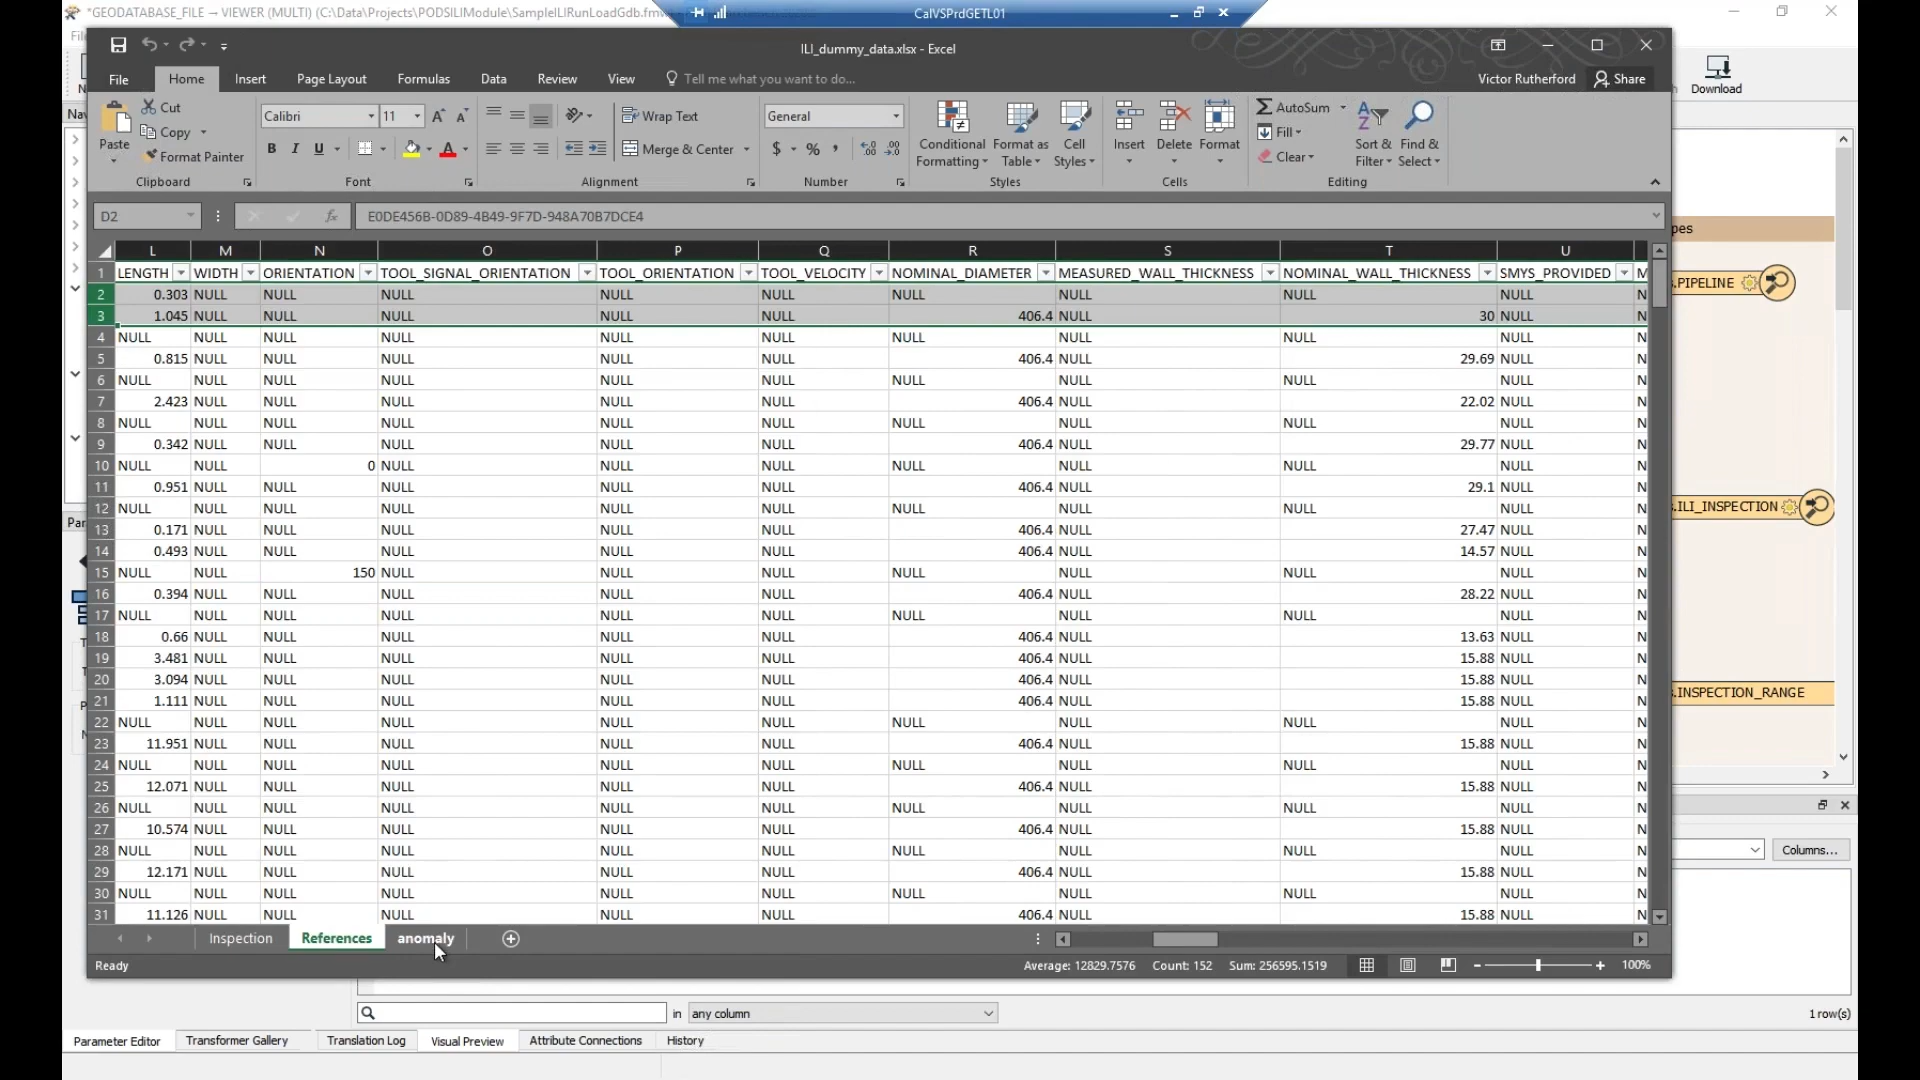 *GEODATABASE_FILE → VIEWER (MULTI) (C:\Data\Projects\PODSILIModule\SampleILIRunLoadGdb.fmw
CalVSPrdGETL01
ILI_dummy_data.xlsx - Excel
File Home Insert Page Layout Formulas Data Review View Tell me what you want to do... Victor Rutherford Share
Download
Paste Cut Copy Format Painter Clipboard
Calibri 11 B I U A Font
Wrap Text Merge & Center Alignment
General $ % , Number
Conditional Formatting Format as Table Cell Styles Styles
Insert Delete Format Cells
AutoSum Fill Clear Sort & Filter Find & Select Editing
D2 fx E0DE456B-0D89-4B49-9F7D-948A70B7DCE4
L M N O P Q R S T U
1 LENGTH WIDTH ORIENTATION TOOL_SIGNAL_ORIENTATION TOOL_ORIENTATION TOOL_VELOCITY NOMINAL_DIAMETER MEASURED_WALL_THICKNESS NOMINAL_WALL_THICKNESS SMYS_PROVIDED M
2 0.303 NULL NULL NULL NULL NULL NULL NULL NULL NULL N
3 1.045 NULL NULL NULL NULL NULL 406.4 NULL 30 NULL N
4 NULL NULL NULL NULL NULL NULL NULL NULL NULL NULL N
5 0.815 NULL NULL NULL NULL NULL 406.4 NULL 29.69 NULL N
6 NULL NULL NULL NULL NULL NULL NULL NULL NULL NULL N
7 2.423 NULL NULL NULL NULL NULL 406.4 NULL 22.02 NULL N
8 NULL NULL NULL NULL NULL NULL NULL NULL NULL NULL N
9 0.342 NULL NULL NULL NULL NULL 406.4 NULL 29.77 NULL N
10 NULL NULL 0 NULL NULL NULL NULL NULL NULL NULL N
11 0.951 NULL NULL NULL NULL NULL 406.4 NULL 29.1 NULL N
12 NULL NULL NULL NULL NULL NULL NULL NULL NULL NULL N
13 0.171 NULL NULL NULL NULL NULL 406.4 NULL 27.47 NULL N
14 0.493 NULL NULL NULL NULL NULL 406.4 NULL 14.57 NULL N
15 NULL NULL 150 NULL NULL NULL NULL NULL NULL NULL N
16 0.394 NULL NULL NULL NULL NULL 406.4 NULL 28.22 NULL N
17 NULL NULL NULL NULL NULL NULL NULL NULL NULL NULL N
18 0.66 NULL NULL NULL NULL NULL 406.4 NULL 13.63 NULL N
19 3.481 NULL NULL NULL NULL NULL 406.4 NULL 15.88 NULL N
20 3.094 NULL NULL NULL NULL NULL 406.4 NULL 15.88 NULL N
21 1.111 NULL NULL NULL NULL NULL 406.4 NULL 15.88 NULL N
22 NULL NULL NULL NULL NULL NULL NULL NULL NULL NULL N
23 11.951 NULL NULL NULL NULL NULL 406.4 NULL 15.88 NULL N
24 NULL NULL NULL NULL NULL NULL NULL NULL NULL NULL N
25 12.071 NULL NULL NULL NULL NULL 406.4 NULL 15.88 NULL N
26 NULL NULL NULL NULL NULL NULL NULL NULL NULL NULL N
27 10.574 NULL NULL NULL NULL NULL 406.4 NULL 15.88 NULL N
28 NULL NULL NULL NULL NULL NULL NULL NULL NULL NULL N
29 12.171 NULL NULL NULL NULL NULL 406.4 NULL 15.88 NULL N
30 NULL NULL NULL NULL NULL NULL NULL NULL NULL NULL N
31 11.126 NULL NULL NULL NULL NULL 406.4 NULL 15.88 NULL N
Inspection References anomaly
Ready Average: 12829.7576 Count: 152 Sum: 256595.1519 100%
pes
.PIPELINE
.ILI_INSPECTION
.INSPECTION_RANGE
Columns...
Nav
Par
in any column 1 row(s)
Parameter Editor Transformer Gallery Translation Log Visual Preview Attribute Connections History